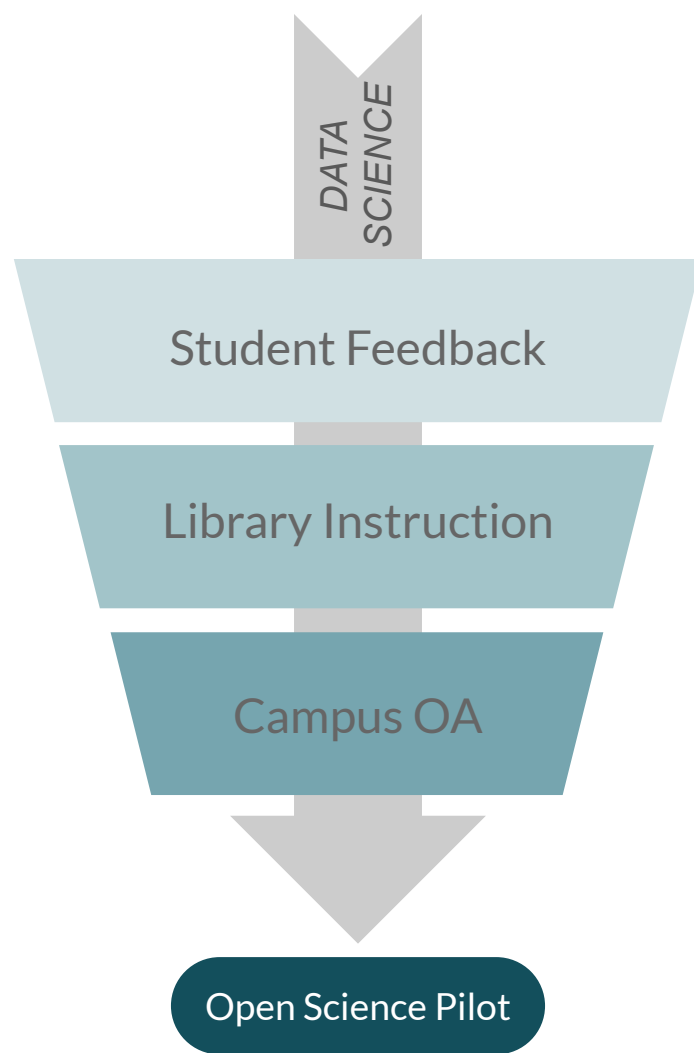 DATA
SCIENCE
Student Feedback
Library Instruction
Campus OA
Open Science Pilot